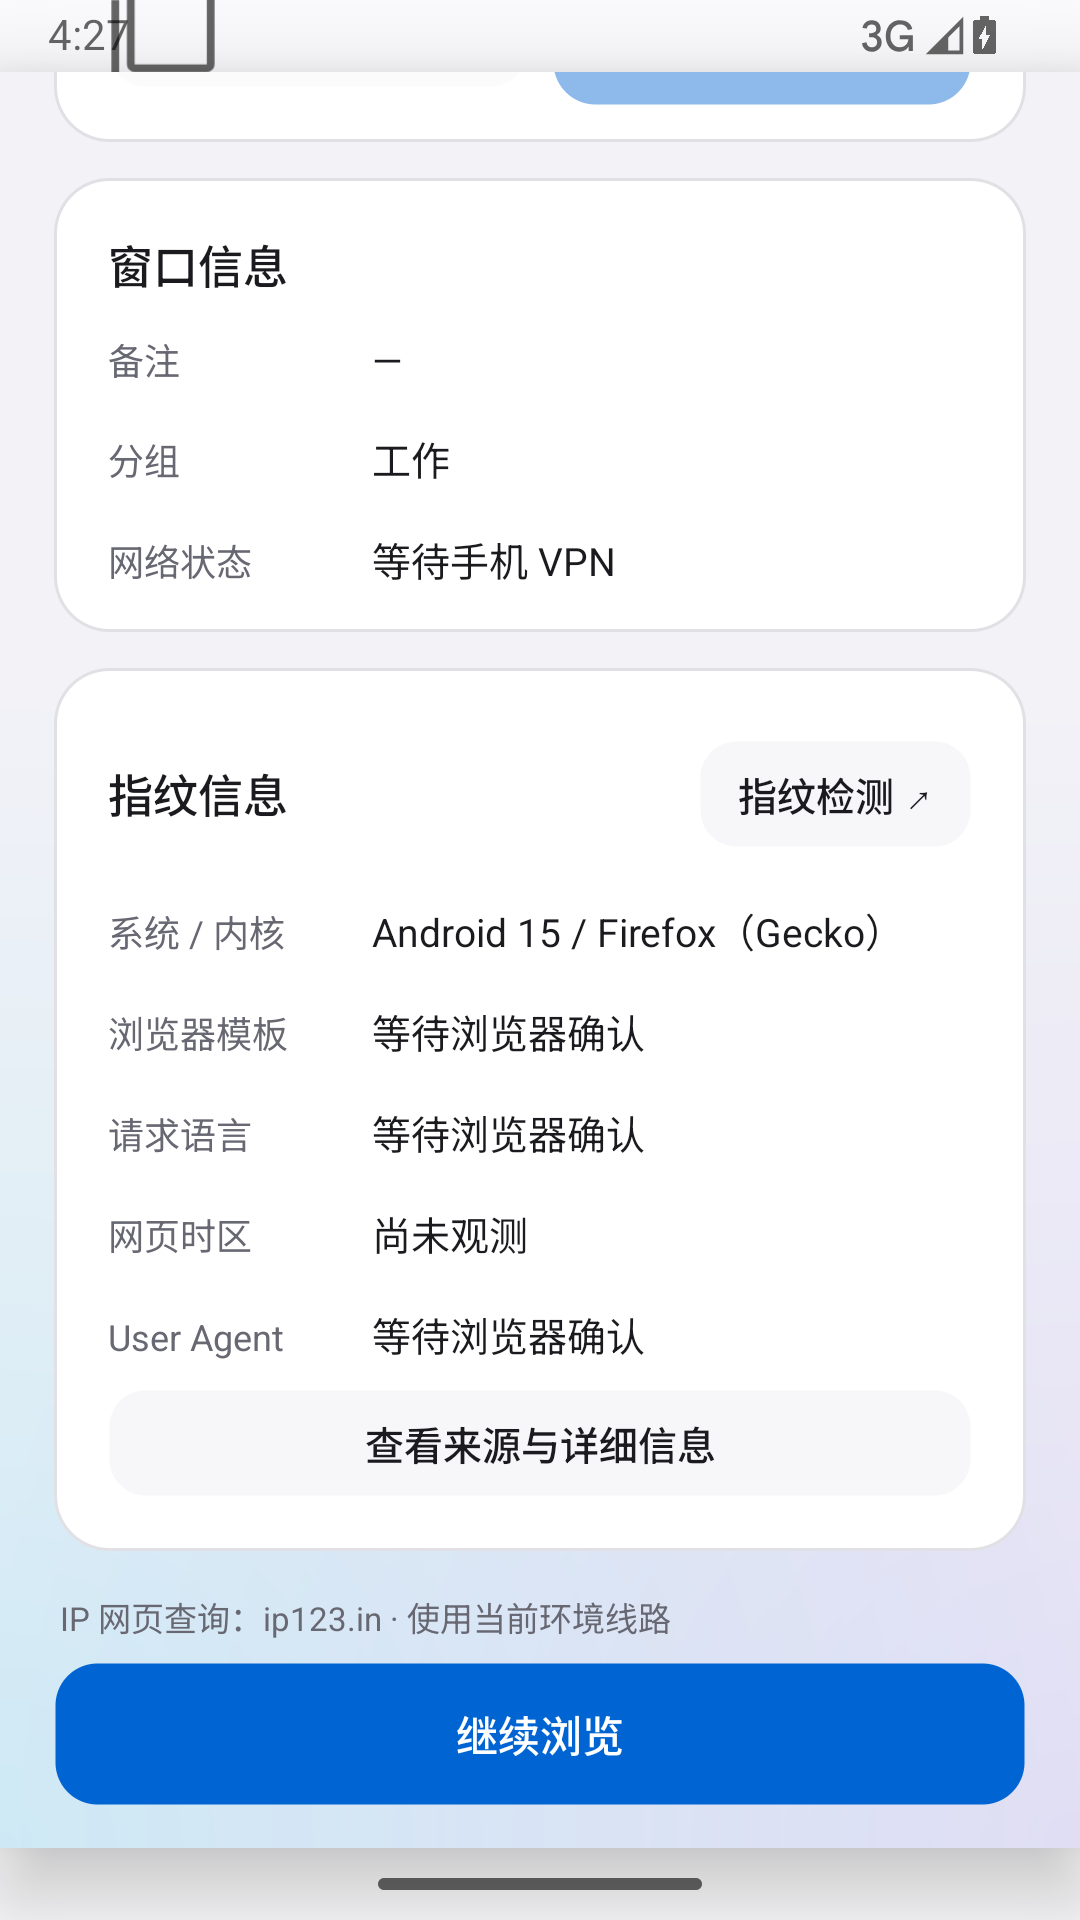 4:27
3G
窗口信息
备注 —
分组 工作
网络状态 等待手机 VPN
指纹信息 指纹检测 ↗
系统 / 内核 Android 15 / Firefox（Gecko）
浏览器模板 等待浏览器确认
请求语言 等待浏览器确认
网页时区 尚未观测
User Agent 等待浏览器确认
查看来源与详细信息
IP 网页查询：ip123.in · 使用当前环境线路
继续浏览